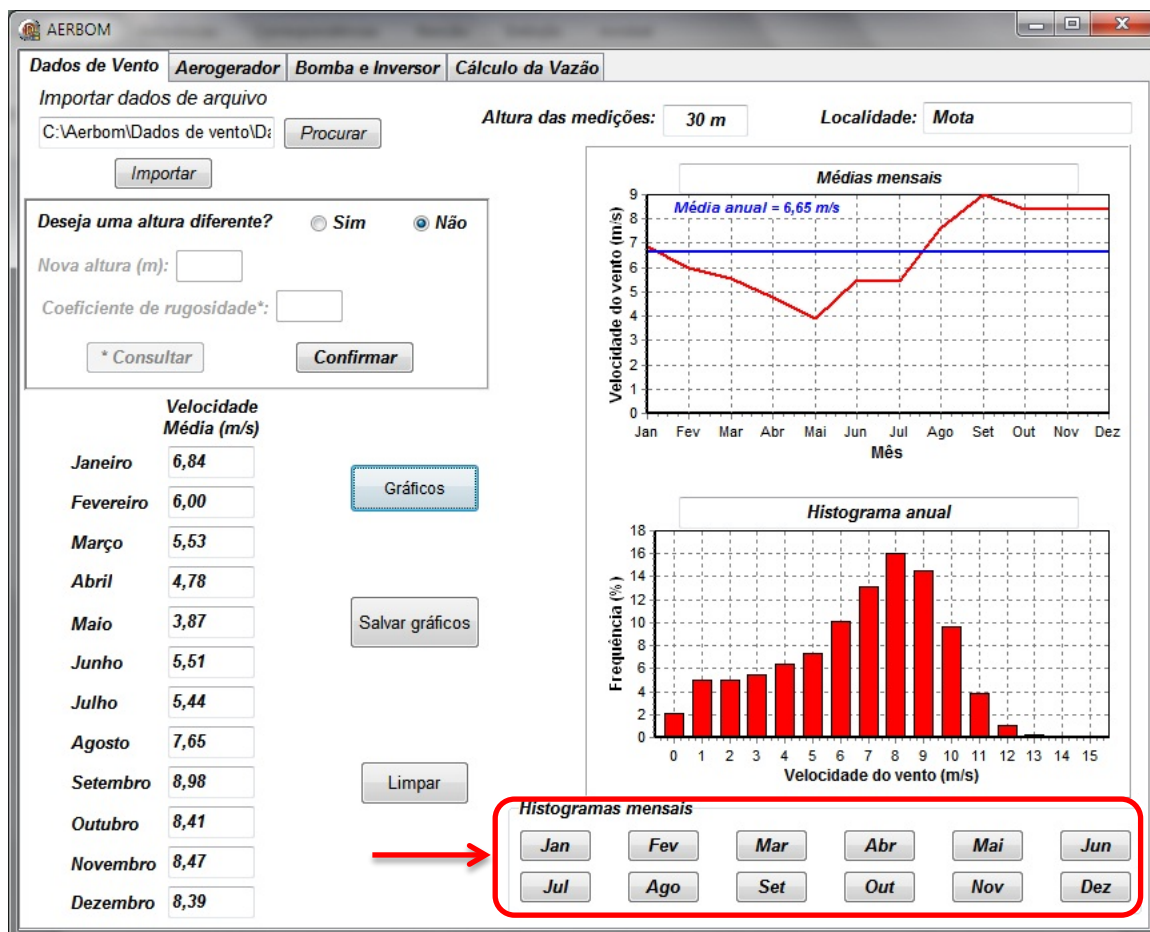 AERBOM
Dados de Vento Aerogerador Bomba e Inversor Cálculo da Vazão
Importar dados de arquivo
C:\Aerbom\Dados de vento\Da Procurar
Importar
Altura das medições: 30 m Localidade: Mota
Deseja uma altura diferente? Sim Não
Nova altura (m):
Coeficiente de rugosidade*:
* Consultar Confirmar
Velocidade
Média (m/s)
Janeiro 6,84
Fevereiro 6,00
Março 5,53
Abril 4,78
Maio 3,87
Junho 5,51
Julho 5,44
Agosto 7,65
Setembro 8,98
Outubro 8,41
Novembro 8,47
Dezembro 8,39
Gráficos
Salvar gráficos
Limpar
Médias mensais
Média anual = 6,65 m/s
Velocidade do vento (m/s)
9
8
7
6
5
4
3
2
1
0
Jan Fev Mar Abr Mai Jun Jul Ago Set Out Nov Dez
Mês
Histograma anual
Frequência (%)
18
16
14
12
10
8
6
4
2
0
0 1 2 3 4 5 6 7 8 9 10 11 12 13 14 15
Velocidade do vento (m/s)
Histogramas mensais
Jan Fev Mar Abr Mai Jun
Jul Ago Set Out Nov Dez